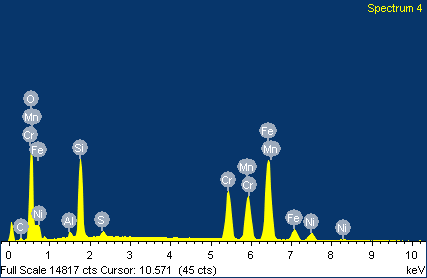 Spectrum 4
O
Mn
Cr
Fe
Si
Fe
Mn
Mn
Cr
Cr
C
Ni
Al
S
Fe
Ni
Ni
0 1 2 3 4 5 6 7 8 9 10
Full Scale 14817 cts Cursor: 10.571 (45 cts) keV